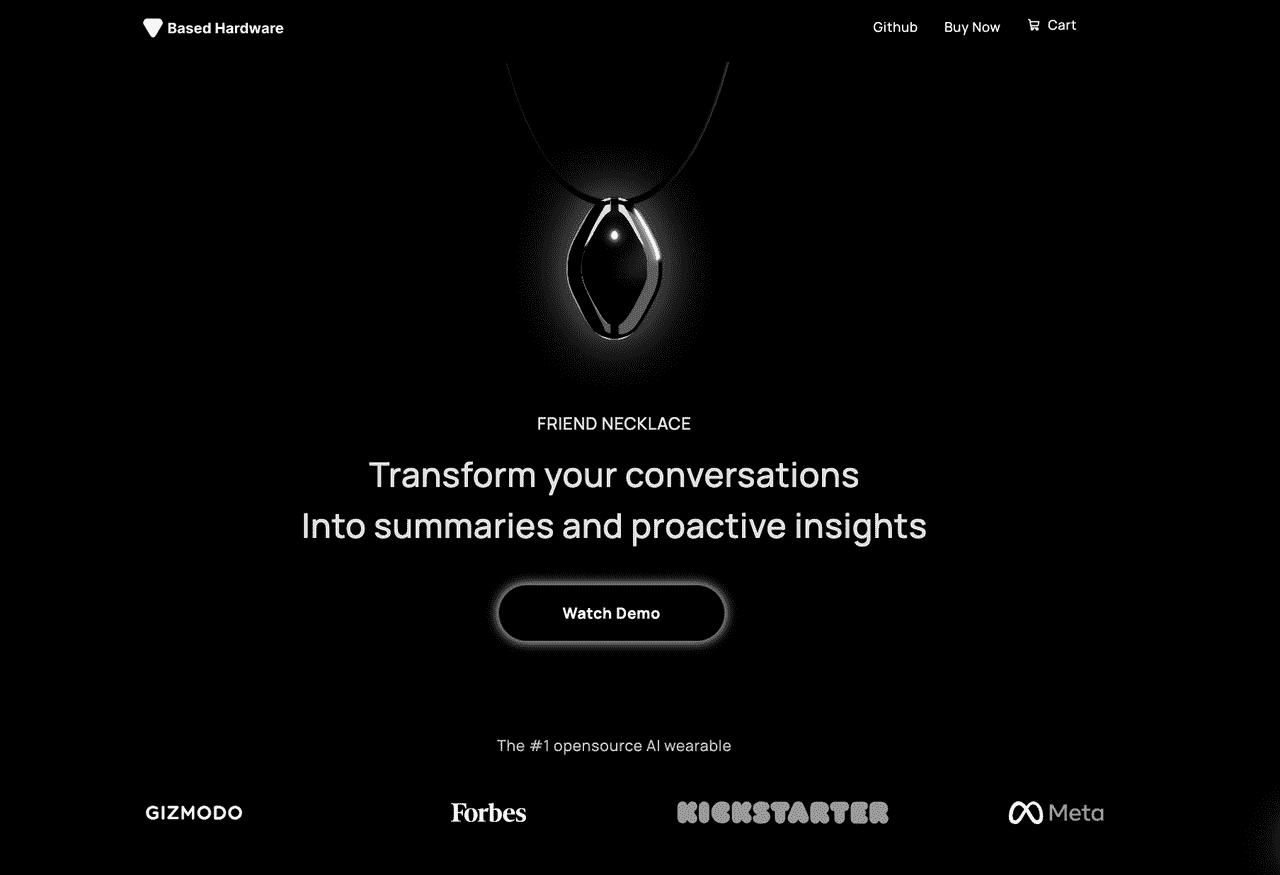 Based Hardware
Github
Buy Now
Cart
FRIEND NECKLACE
Transform your conversations
Into summaries and proactive insights
Watch Demo
The #1 opensource AI wearable
GIZMODO
Forbes
KICKSTARTER
Meta